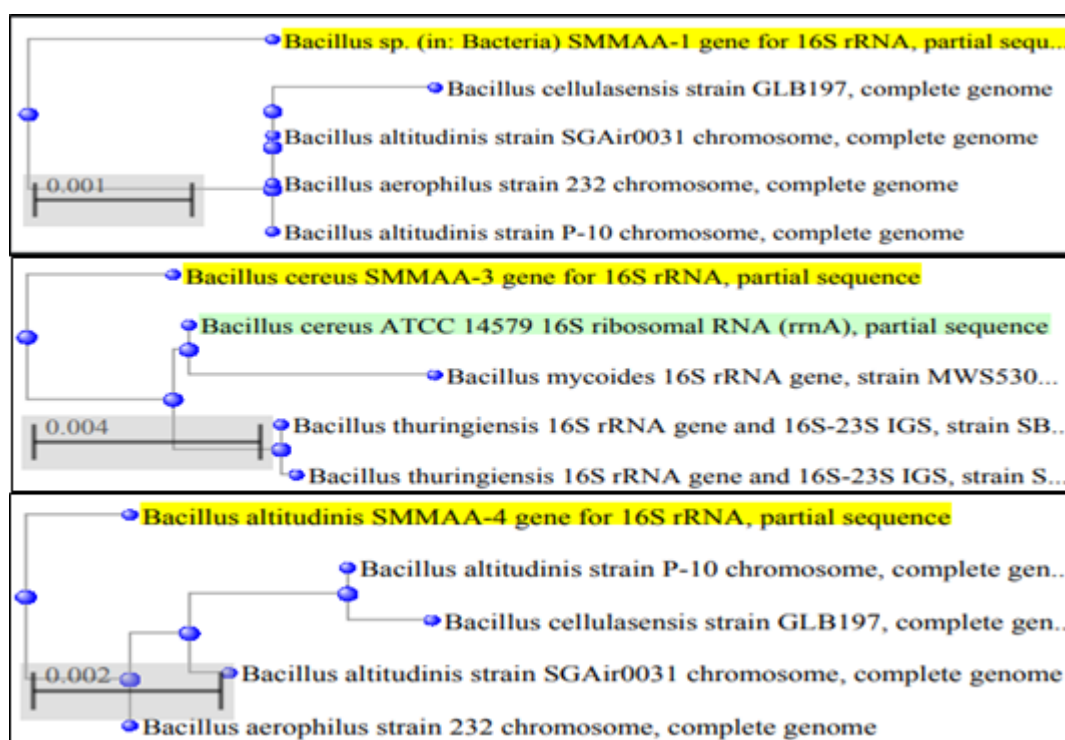 Bacillus sp. (in: Bacteria) SMMAA-1 gene for 16S rRNA, partial sequ...
Bacillus cellulasensis strain GLB197, complete genome
Bacillus altitudinis strain SGAir0031 chromosome, complete genome
0.001
Bacillus aerophilus strain 232 chromosome, complete genome
Bacillus altitudinis strain P-10 chromosome, complete genome
Bacillus cereus SMMAA-3 gene for 16S rRNA, partial sequence
Bacillus cereus ATCC 14579 16S ribosomal RNA (rrnA), partial sequence
Bacillus mycoides 16S rRNA gene, strain MWS530...
0.004
Bacillus thuringiensis 16S rRNA gene and 16S-23S IGS, strain SB...
Bacillus thuringiensis 16S rRNA gene and 16S-23S IGS, strain S...
Bacillus altitudinis SMMAA-4 gene for 16S rRNA, partial sequence
Bacillus altitudinis strain P-10 chromosome, complete gen...
Bacillus cellulasensis strain GLB197, complete gen...
0.002
Bacillus altitudinis strain SGAir0031 chromosome, complete genome
Bacillus aerophilus strain 232 chromosome, complete genome